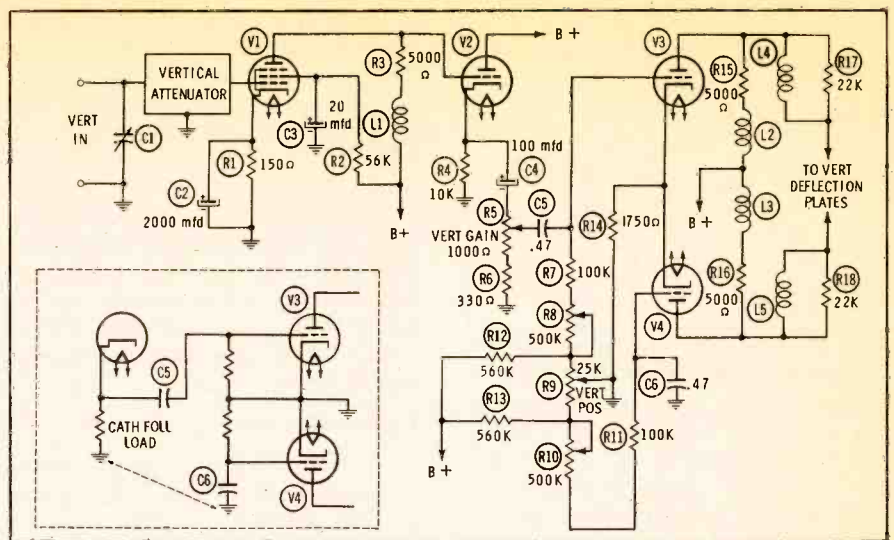 V1
R3
5000
Ω
V2
B +
V3
R15
5000
Ω
L4
R17
22K
VERTICAL
ATTENUATOR
VERT
IN
C1
C3
20
mfd
L1
R2
56K
R1
150Ω
C2
2000 mfd
B +
R4
10K
100 mfd
C4
R5
VERT GAIN
1000Ω
C5
.47
R6
330Ω
R14
1750Ω
L2
B +
L3
TO VERT
DEFLECTION
PLATES
R7
100K
R8
500K
R12
560K
25K
R9
VERT
POS
R13
560K
B +
R10
500K
R11
100K
V4
C6
.47
R16
5000
Ω
L5
R18
22K
V3
C5
CATH FOLL
LOAD
C6
V4